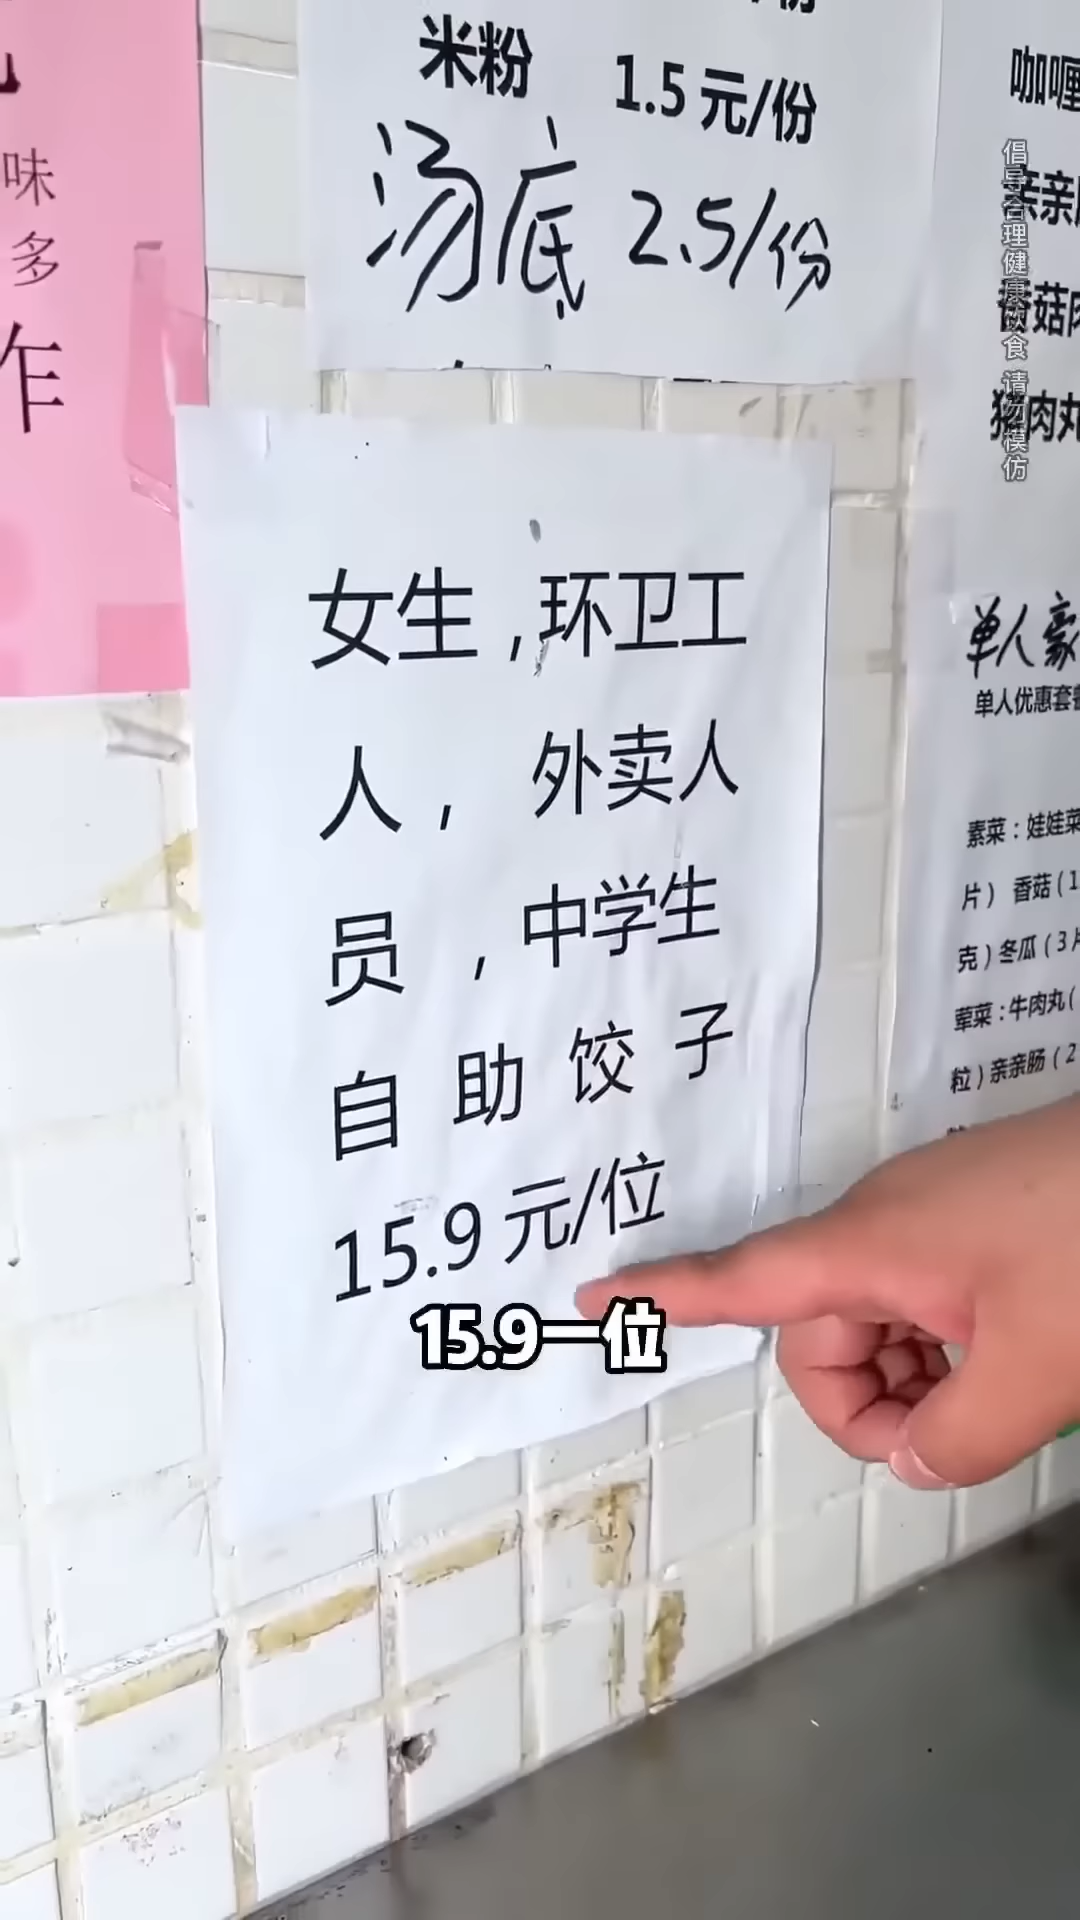 味
多
作
米粉 1.5元/份
汤底 2.5/份
女生,环卫工
人, 外卖人
员 ,中学生
自助饺子
15.9元/位
15.9一位
咖喱
亲亲
香菇肉
猪肉丸
倡导合理健康饮食 请勿模仿
单人豪
单人优惠套餐
素菜:娃娃菜
片) 香菇(1
克)冬瓜(3片
荤菜:牛肉丸(
粒)亲亲肠(2